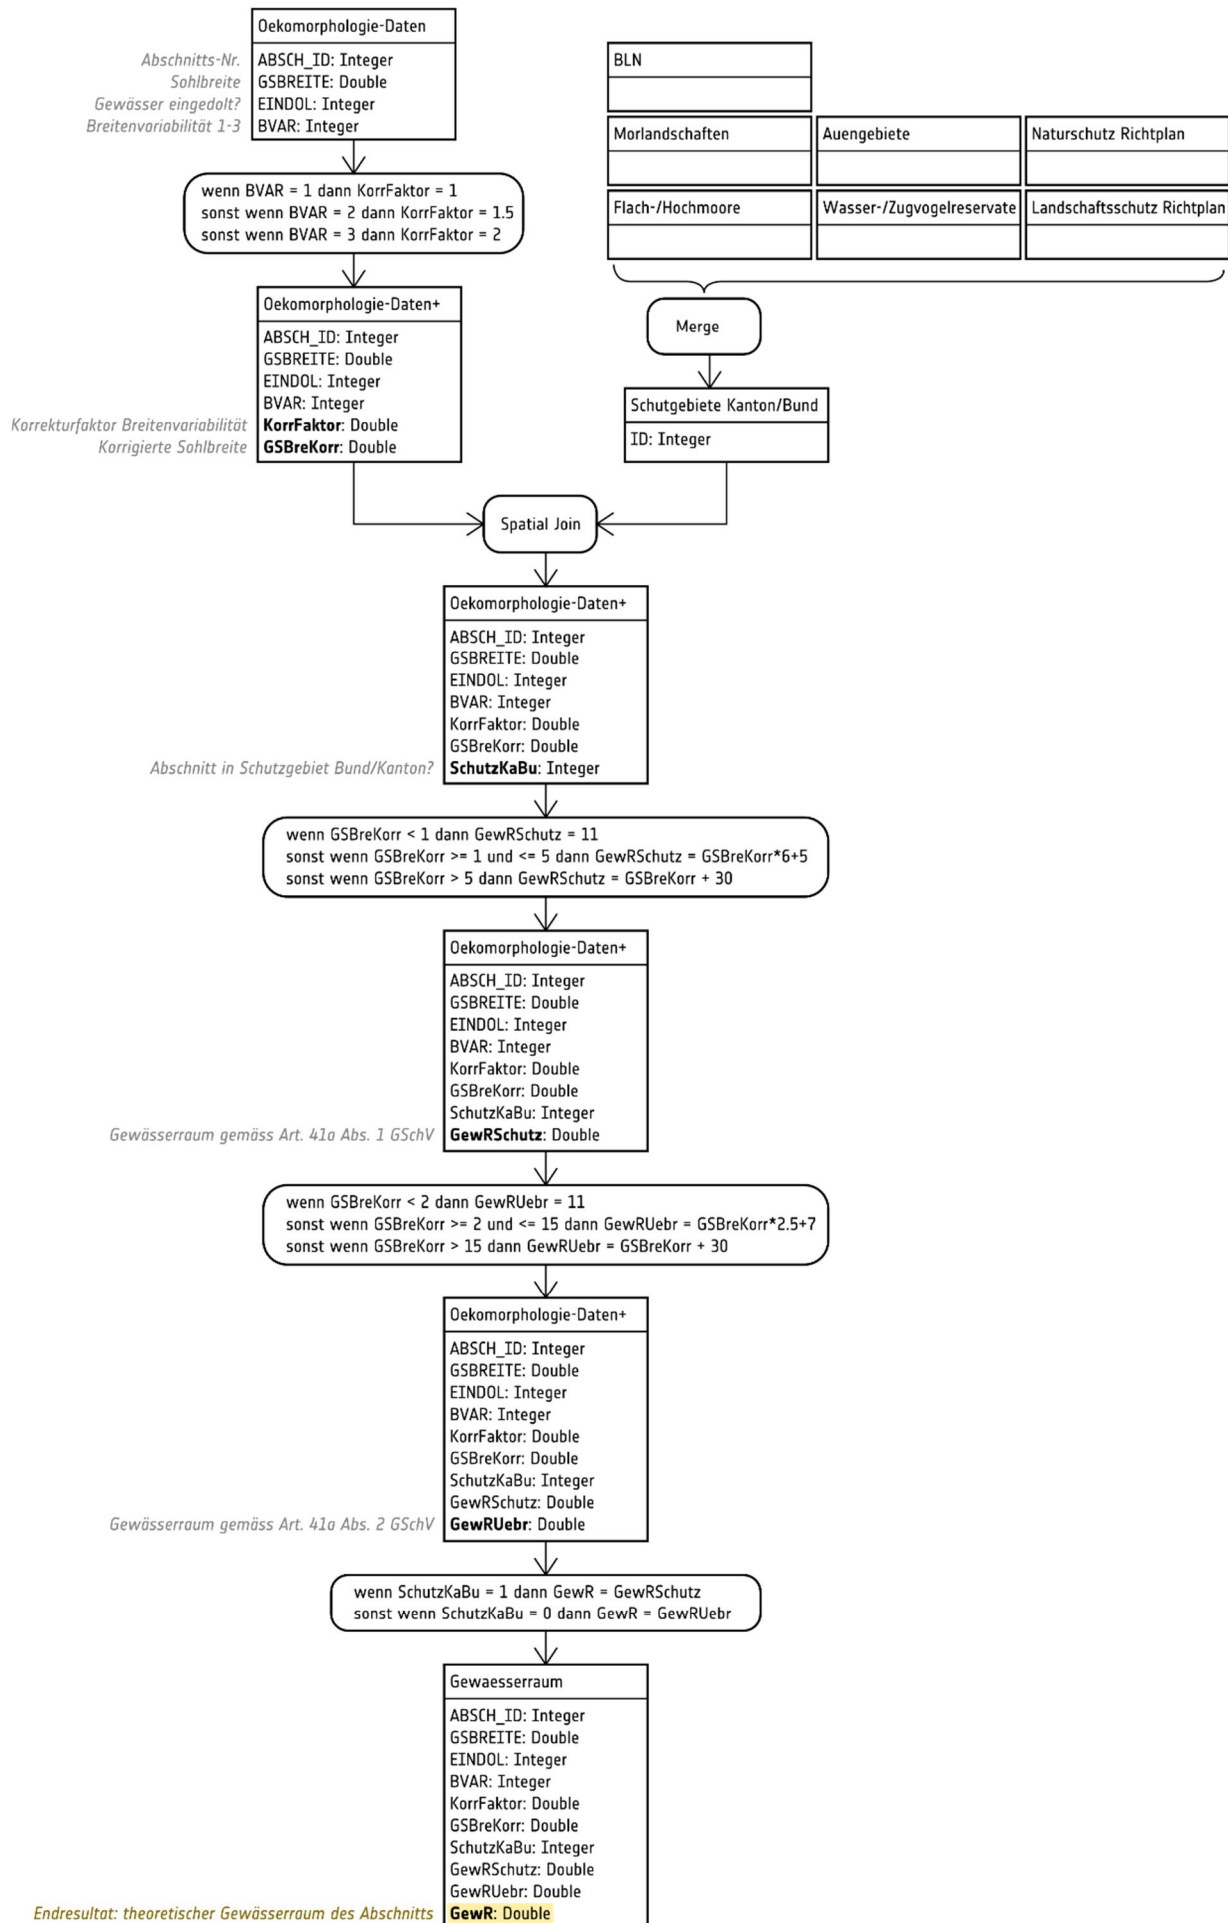 Oekomorphologie-Daten
Abschnitts-Nr.
ABSCH_ID: Integer
Sohlbreite
GSBREITE: Double
Gewässer eingedolt?
EINDOL: Integer
Breitenvariabilität 1-3
BVAR: Integer
wenn BVAR = 1 dann KorrFaktor = 1
sonst wenn BVAR = 2 dann KorrFaktor = 1.5
sonst wenn BVAR = 3 dann KorrFaktor = 2
BLN
Morlandschaften
Auengebiete
Naturschutz Richtplan
Flach-/Hochmoore
Wasser-/Zugvogelreservate
Landschaftsschutz Richtplan
Merge
Schutgebiete Kanton/Bund
ID: Integer
Oekomorphologie-Daten+
ABSCH_ID: Integer
GSBREITE: Double
EINDOL: Integer
BVAR: Integer
Korrekturfaktor Breitenvariabilität
KorrFaktor: Double
Korrigierte Sohlbreite
GSBreKorr: Double
Spatial Join
Oekomorphologie-Daten+
ABSCH_ID: Integer
GSBREITE: Double
EINDOL: Integer
BVAR: Integer
KorrFaktor: Double
GSBreKorr: Double
Abschnitt in Schutzgebiet Bund/Kanton?
SchutzKaBu: Integer
wenn GSBreKorr < 1 dann GewRSchutz = 11
sonst wenn GSBreKorr >= 1 und <= 5 dann GewRSchutz = GSBreKorr*6+5
sonst wenn GSBreKorr > 5 dann GewRSchutz = GSBreKorr + 30
Oekomorphologie-Daten+
ABSCH_ID: Integer
GSBREITE: Double
EINDOL: Integer
BVAR: Integer
KorrFaktor: Double
GSBreKorr: Double
SchutzKaBu: Integer
Gewässerraum gemäss Art. 41a Abs. 1 GSchV
GewRSchutz: Double
wenn GSBreKorr < 2 dann GewRUebr = 11
sonst wenn GSBreKorr >= 2 und <= 15 dann GewRUebr = GSBreKorr*2.5+7
sonst wenn GSBreKorr > 15 dann GewRUebr = GSBreKorr + 30
Oekomorphologie-Daten+
ABSCH_ID: Integer
GSBREITE: Double
EINDOL: Integer
BVAR: Integer
KorrFaktor: Double
GSBreKorr: Double
SchutzKaBu: Integer
GewRSchutz: Double
Gewässerraum gemäss Art. 41a Abs. 2 GSchV
GewRUebr: Double
wenn SchutzKaBu = 1 dann GewR = GewRSchutz
sonst wenn SchutzKaBu = 0 dann GewR = GewRUebr
Gewaesserraum
ABSCH_ID: Integer
GSBREITE: Double
EINDOL: Integer
BVAR: Integer
KorrFaktor: Double
GSBreKorr: Double
SchutzKaBu: Integer
GewRSchutz: Double
GewRUebr: Double
Endresultat: theoretischer Gewässerraum des Abschnitts
GewR: Double